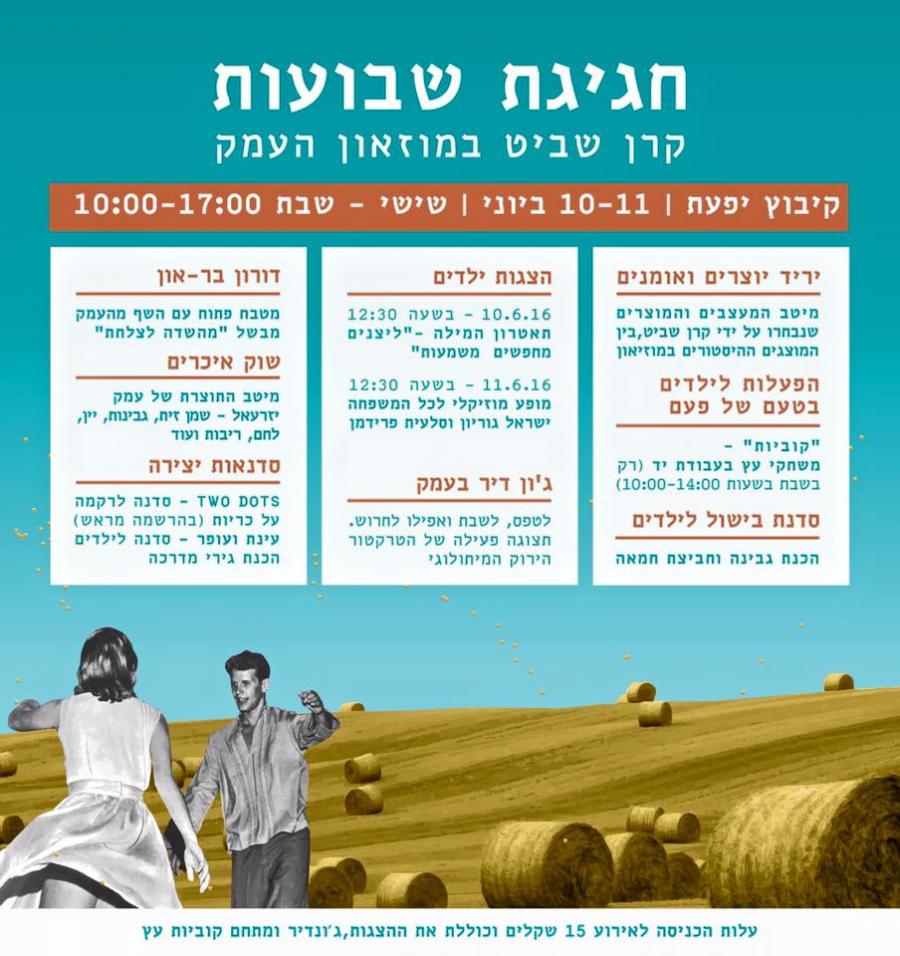 חגיגת שבועות
קרן שביט במוזאון העמק
קיבוץ יפעת | 10-11 ביוני | שישי - שבת 10:00-17:00
יריד יוצרים ואומנים
מיטב המעצבים והמוצרים
שנבחרו על ידי קרן שביט,בין
המוצגים ההיסטורים במוזיאון
הפעלות לילדים
בטעם של פעם
"קוביות" -
משחקי עץ בעבודת יד (רק
בשבת בשעות 10:00-14:00)
סדנת בישול לילדים
הכנת גבינה וחביצת חמאה
הצגות ילדים
10.6.16 - בשעה 12:30
תאטרון המילה -"ליצנים
מחפשים משמעות"
11.6.16 - בשעה 12:30
מופע מוזיקלי לכל המשפחה
ישראל גוריון וסלעית פרידמן
ג'ון דיר בעמק
לטפס, לשבת ואפילו לחרוש.
תצוגה פעילה של הטרקטור
הירוק המיתולוגי
דורון בר-און
מטבח פתוח עם השף מהעמק
מבשל "מהשדה לצלחת"
שוק איכרים
מיטב התוצרת של עמק
יזרעאל - שמן זית, גבינות, יין,
לחם, ריבות ועוד
סדנאות יצירה
TWO DOTS - סדנה לרקמה
על כריות (בהרשמה מראש)
עינת ועופר - סדנה לילדים
הכנת גירי מדרכה
עלות הכניסה לאירוע 15 שקלים וכוללת את ההצגות,ג'ונדיר ומתחם קוביות עץ